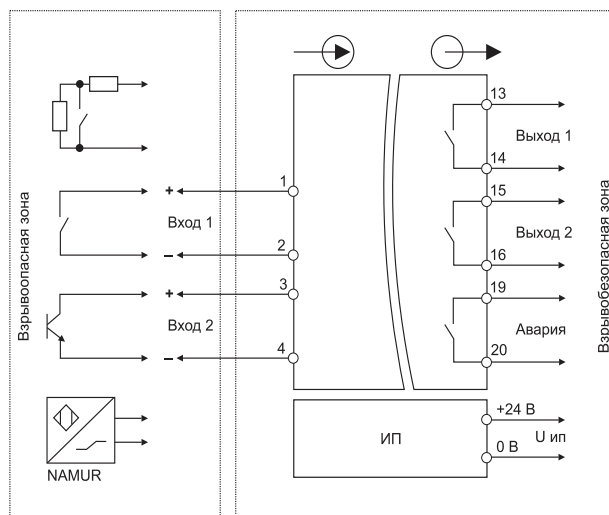 Взрывоопасная зона
+
Вход 1
–
+
Вход 2
–
NAMUR
1
2
3
4
13
Выход 1
14
15
Выход 2
16
19
Авария
20
ИП
+24 В
U ип
0 В
Взрывобезопасная зона